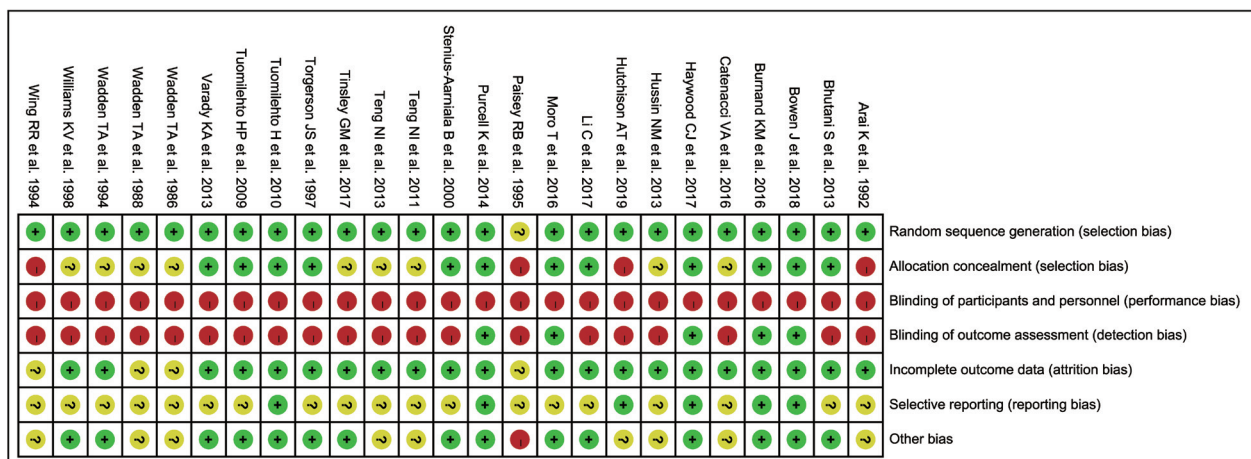 Wing RR et al. 1994
Williams KV et al. 1998
Wadden TA et al. 1994
Wadden TA et al. 1988
Wadden TA et al. 1986
Varady KA et al. 2013
Tuomilehto HP et al. 2009
Tuomilehto H et al. 2010
Torgerson JS et al. 1997
Tinsley GM et al. 2017
Teng NI et al. 2013
Teng NI et al. 2011
Stenius-Aarniala B et al. 2000
Purcell K et al. 2014
Paisey RB et al. 1995
Moro T et al. 2016
Li C et al. 2017
Hutchison AT et al. 2019
Hussin NM et al. 2013
Haywood CJ et al. 2017
Catenacci VA et al. 2016
Burnand KM et al. 2016
Bowen J et al. 2018
Bhutani S et al. 2013
Arai K et al. 1992
+ + + + + + + + + + + + + + ? + + + + + + + + + + Random sequence generation (selection bias)
– ? ? ? ? + + + + ? ? ? + + – + + – ? + ? + + + – Allocation concealment (selection bias)
– – – – – – – – – – – – – – – – – – – – – – – – – Blinding of participants and personnel (performance bias)
– – – – – – – – – – – – – + – + – – – + – + + – – Blinding of outcome assessment (detection bias)
? + + ? ? + + + + + + + + + ? + + + + + + + + + + Incomplete outcome data (attrition bias)
? ? ? ? ? ? ? + ? ? ? ? ? + ? ? ? + ? + ? + + ? ? Selective reporting (reporting bias)
? + + ? ? + + + + + ? ? + + – + + ? ? + ? + + + ? Other bias